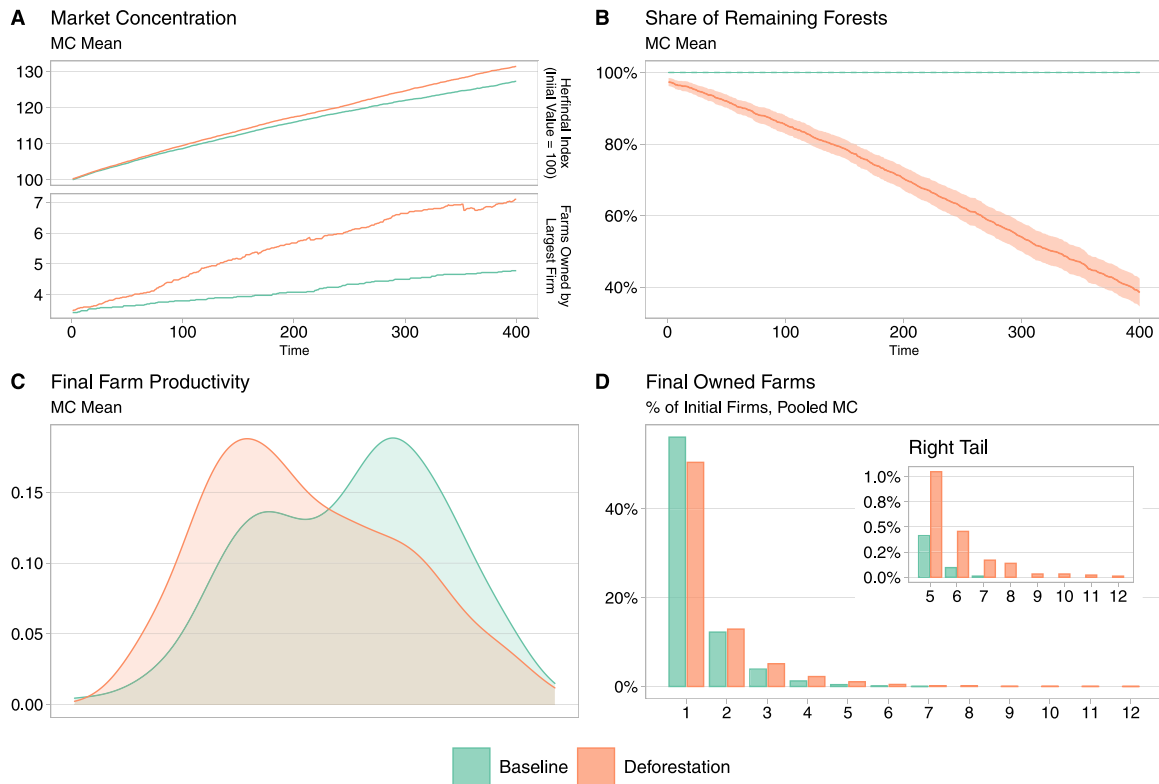 A Market Concentration
MC Mean
130
120
110
100
Herfindal Index
(Iniial Value = 100)
7
6
5
4
Farms Owned by
Largest Firm
0 100 200 300 400
Time
B Share of Remaining Forests
MC Mean
100%
80%
60%
40%
0 100 200 300 400
Time
C Final Farm Productivity
MC Mean
0.15
0.10
0.05
0.00
D Final Owned Farms
% of Initial Firms, Pooled MC
40%
20%
0%
1 2 3 4 5 6 7 8 9 10 11 12
Right Tail
1.0%
0.8%
0.5%
0.2%
0.0%
5 6 7 8 9 10 11 12
Baseline Deforestation